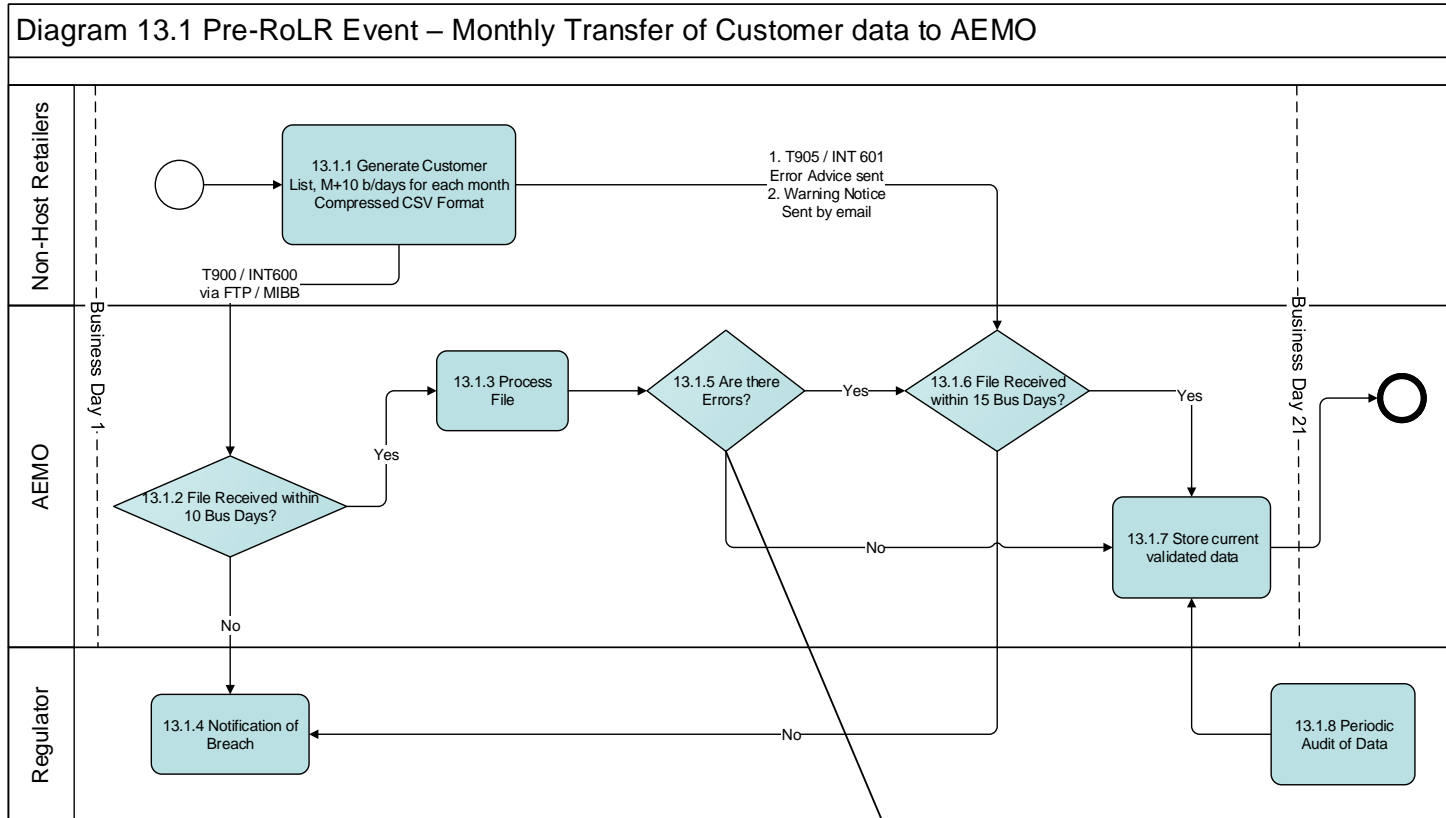 Diagram 13.1 Pre-RoLR Event – Monthly Transfer of Customer data to AEMO
Non-Host Retailers
13.1.1 Generate Customer
List, M+10 b/days for each month
Compressed CSV Format
1. T905 / INT 601
Error Advice sent
2. Warning Notice
Sent by email
T900 / INT600
via FTP / MIBB
Business Day 1
Business Day 21
AEMO
13.1.2 File Received within
10 Bus Days?
Yes
13.1.3 Process
File
13.1.5 Are there
Errors?
Yes
13.1.6 File Received
within 15 Bus Days?
Yes
No
13.1.7 Store current
validated data
No
Regulator
13.1.4 Notification of
Breach
No
13.1.8 Periodic
Audit of Data